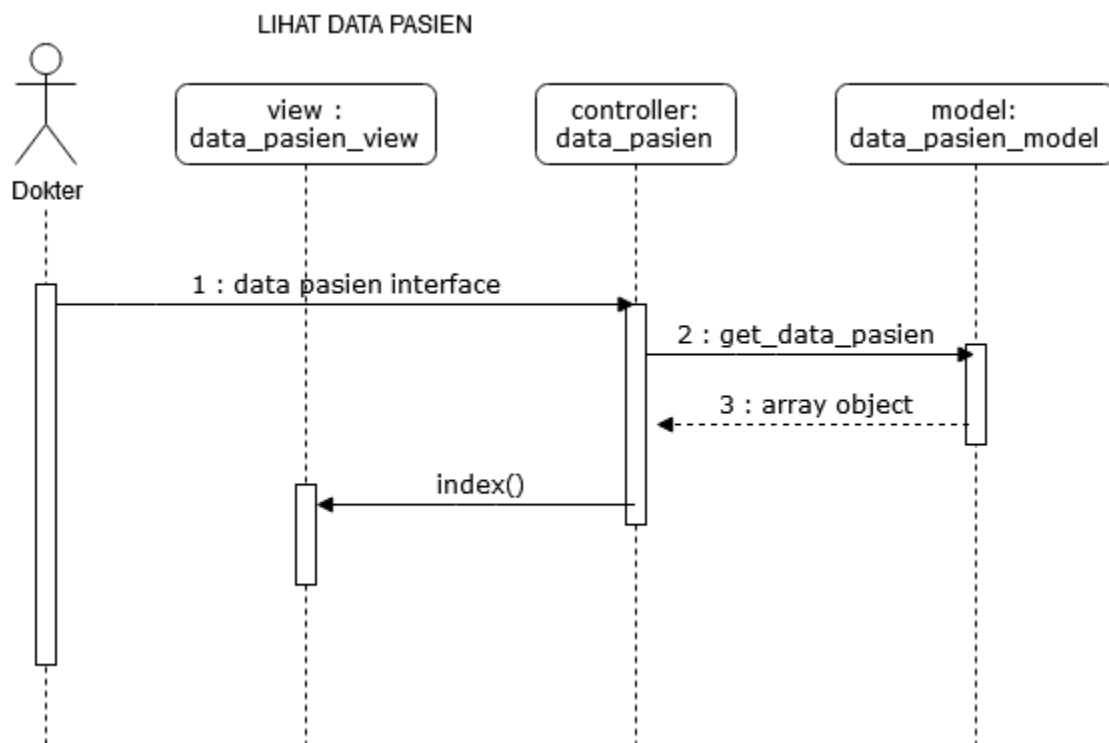 LIHAT DATA PASIEN
Dokter
view :
data_pasien_view
controller:
data_pasien
model:
data_pasien_model
1 : data pasien interface
2 : get_data_pasien
3 : array object
index()